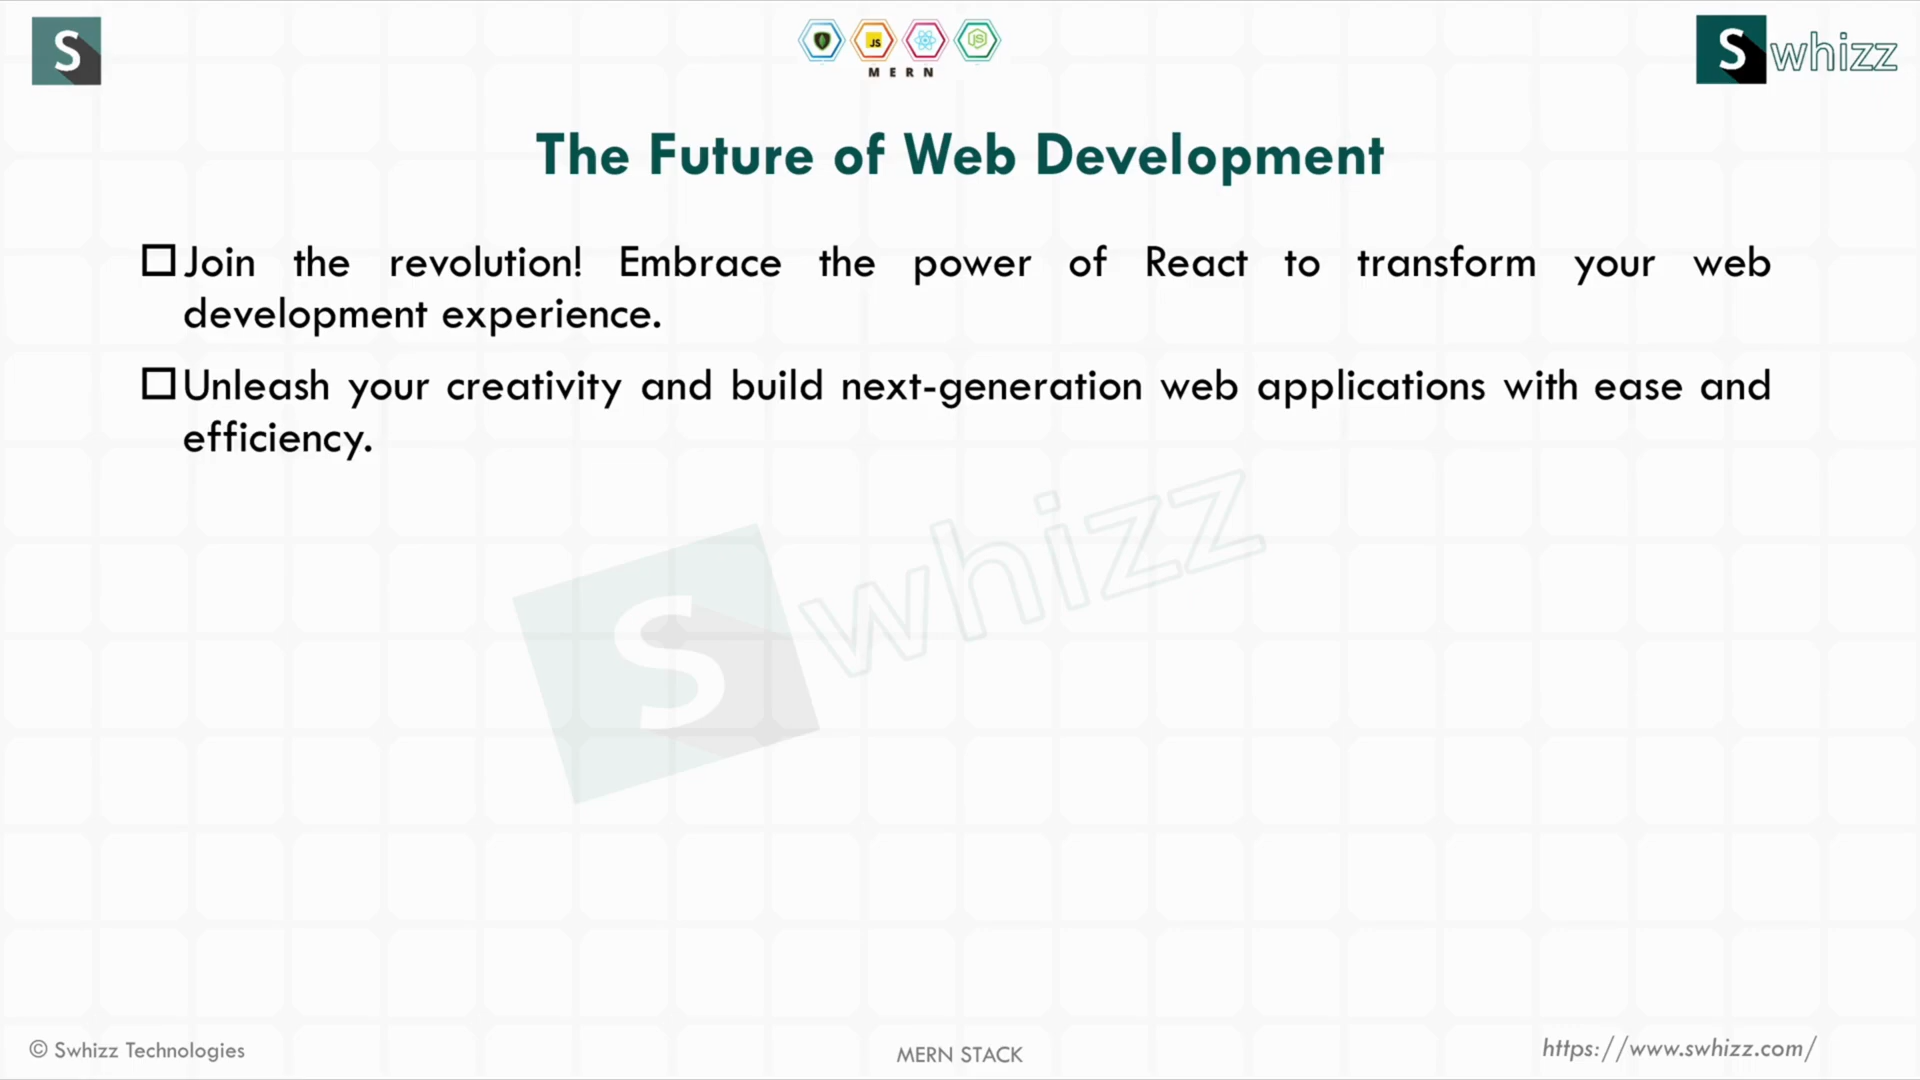 S
JS
JS
MERN
S whizz
The Future of Web Development
Join the revolution! Embrace the power of React to transform your web
development experience.
Unleash your creativity and build next-generation web applications with ease and
efficiency.
S whizz
© Swhizz Technologies
MERN STACK
https://www.swhizz.com/